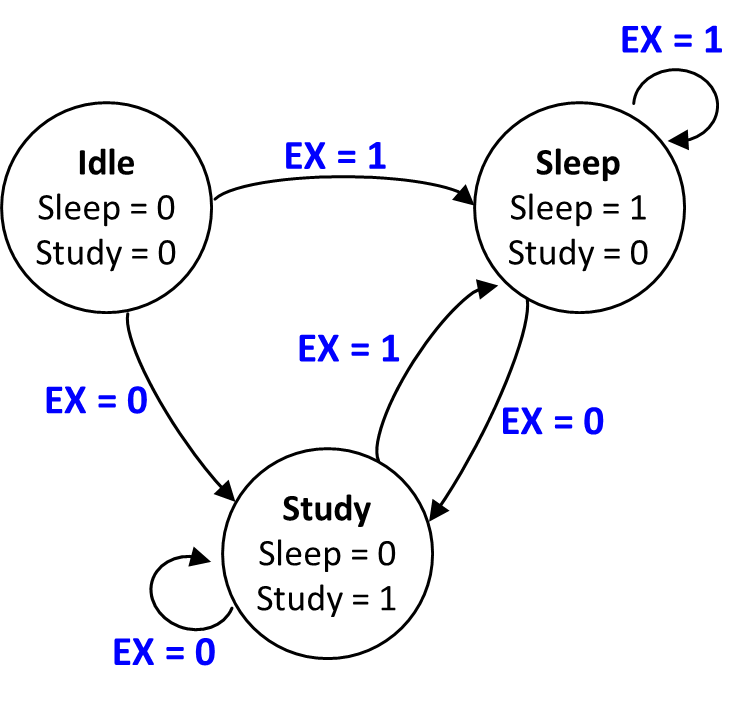 EX = 1
Idle
Sleep = 0
Study = 0
EX = 1
Sleep
Sleep = 1
Study = 0
EX = 1
EX = 0
EX = 0
Study
Sleep = 0
Study = 1
EX = 0